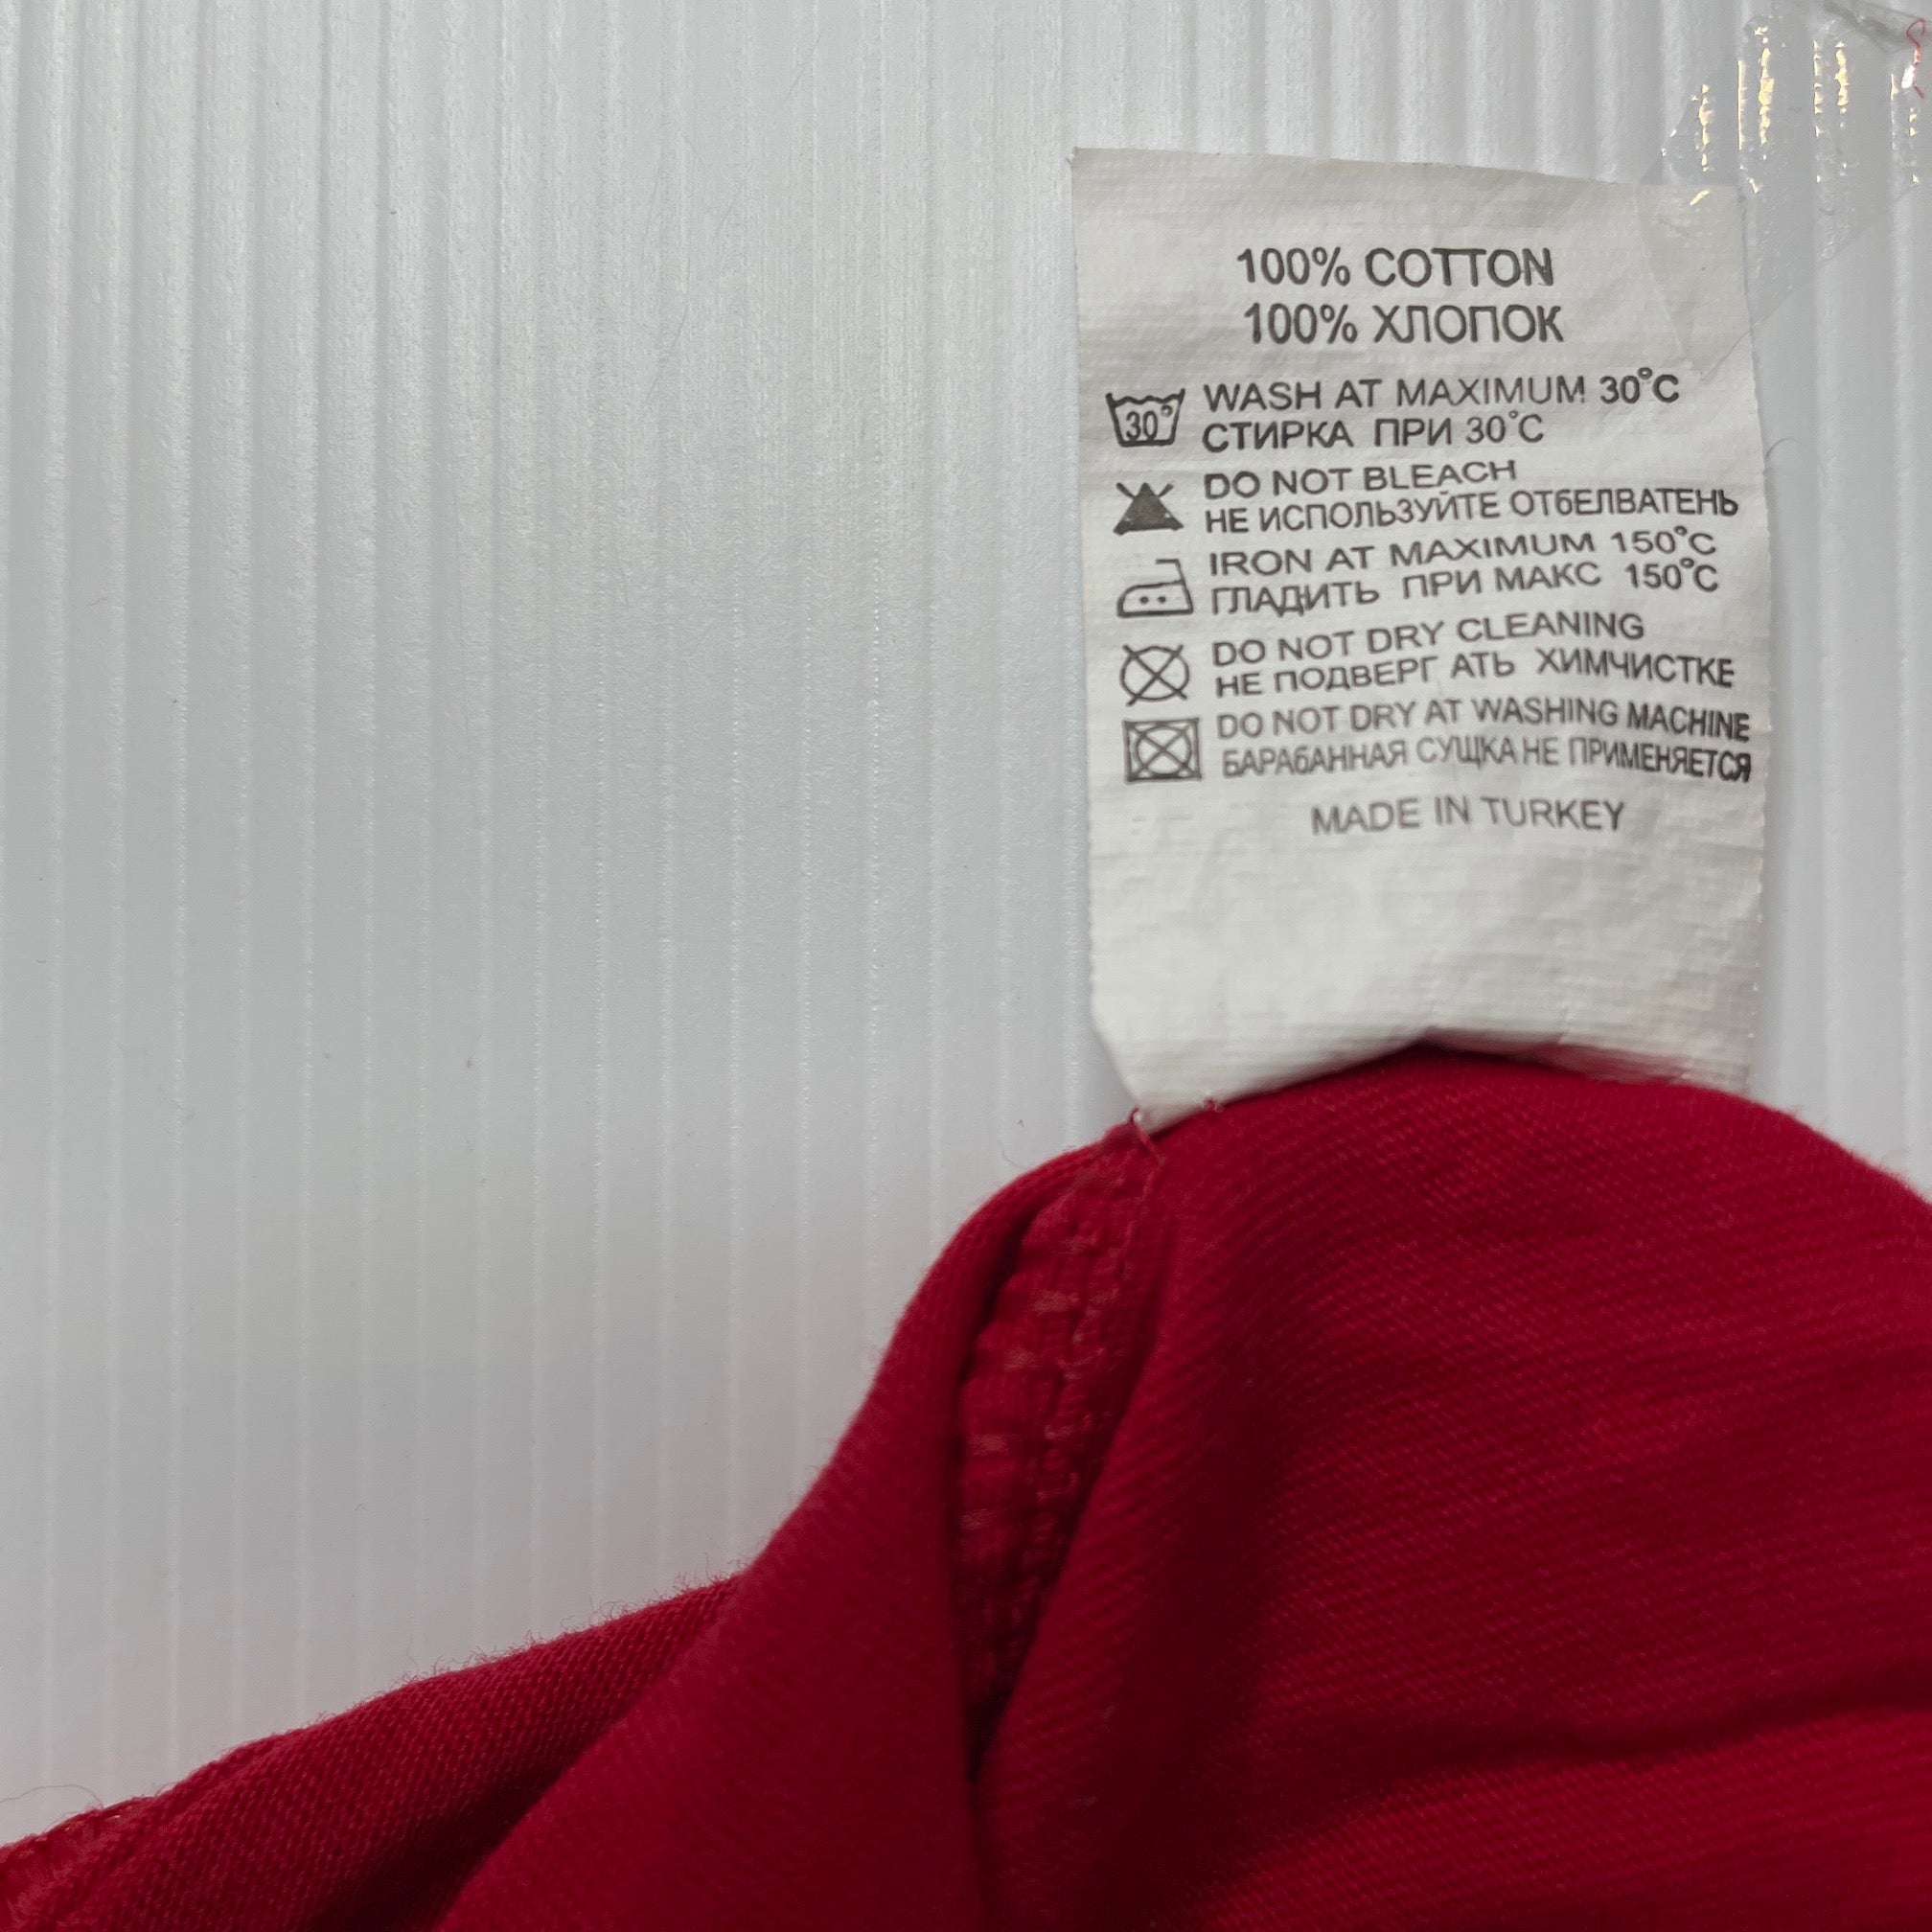 100% COTTON
100% ХЛОПОК
30° WASH AT MAXIMUM 30°C
СТИРКА ПРИ 30°C
DO NOT BLEACH
НЕ ИСПОЛЬЗУЙТЕ ОТбЕЛВАТЕНЬ
IRON AT MAXIMUM 150°C
ГЛАДИТЬ ПРИ МАКС 150°C
DO NOT DRY CLEANING
НЕ ПОДВЕРГ АТЬ ХИМЧИСТКЕ
DO NOT DRY AT WASHING MACHINE
БАРАбАННАЯ СУЩКА НЕ ПРИМЕНЯЕТСЯ
MADE IN TURKEY